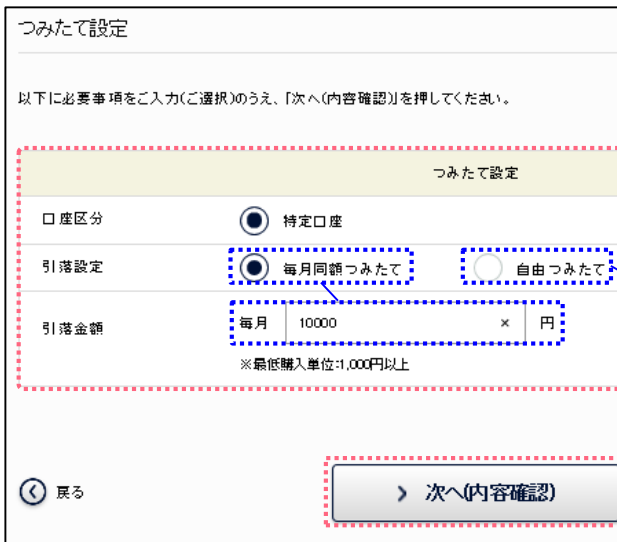 つみたて設定
以下に必要事項をご入力(ご選択)のうえ、「次へ(内容確認)」を押してください。
つみたて設定
口座区分 特定口座
引落設定 毎月同額つみたて 自由つみたて
引落金額 毎月 10000 × 円
※最低購入単位:1,000円以上
戻る 次へ(内容確認)